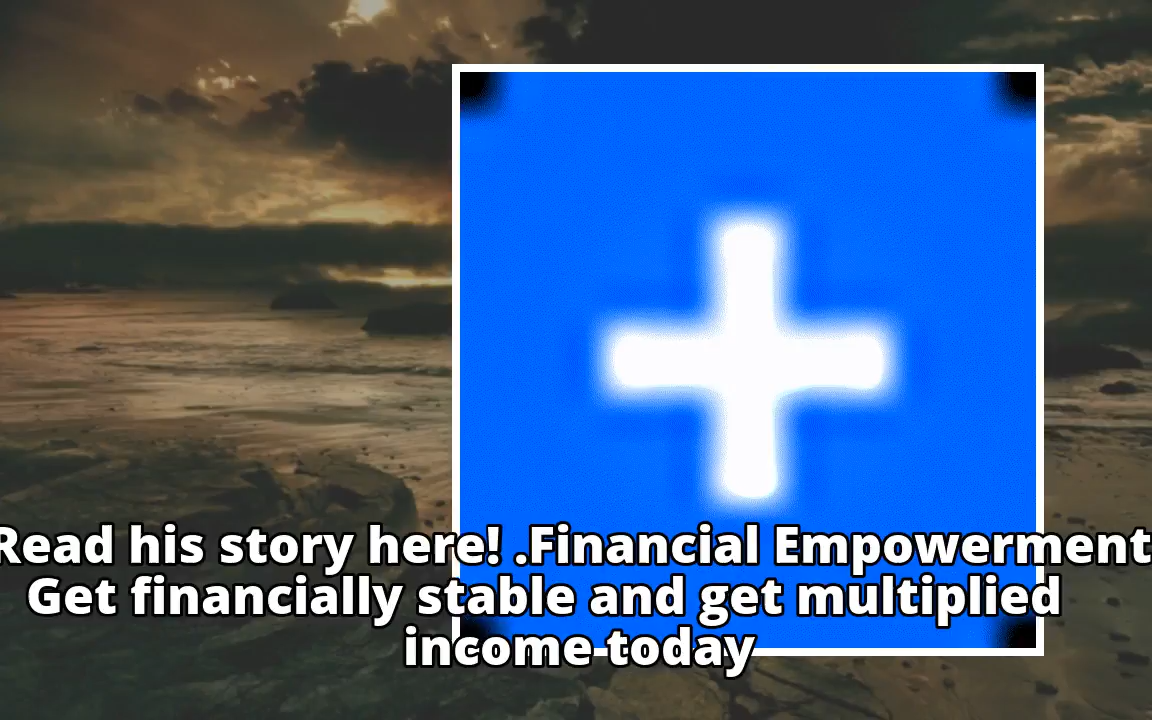 Read his story here! .Financial Empowerment
Get financially stable and get multiplied
income today